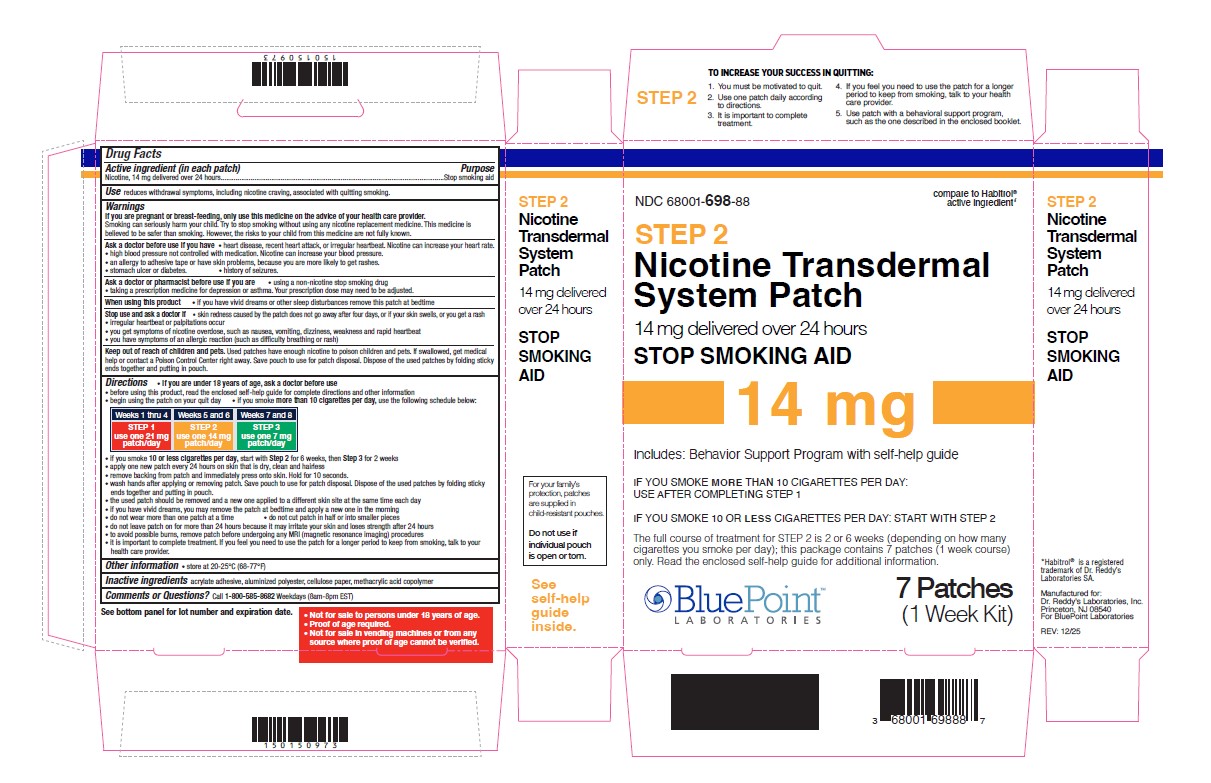 150150973
TO INCREASE YOUR SUCCESS IN QUITTING:
STEP 2
1. You must be motivated to quit.
2. Use one patch daily according
to directions.
3. It is important to complete
treatment.
4. If you feel you need to use the patch for a longer
period to keep from smoking, talk to your health
care provider.
5. Use patch with a behavioral support program,
such as the one described in the enclosed booklet.
Drug Facts
Active ingredient (in each patch) Purpose
Nicotine, 14 mg delivered over 24 hours....Stop smoking aid
Use reduces withdrawal symptoms, including nicotine craving, associated with quitting smoking.
Warnings
If you are pregnant or breast-feeding, only use this medicine on the advice of your health care provider.
Smoking can seriously harm your child. Try to stop smoking without using any nicotine replacement medicine. This medicine is
believed to be safer than smoking. However, the risks to your child from this medicine are not fully known.
Ask a doctor before use if you have • heart disease, recent heart attack, or irregular heartbeat. Nicotine can increase your heart rate.
• high blood pressure not controlled with medication. Nicotine can increase your blood pressure.
• an allergy to adhesive tape or have skin problems, because you are more likely to get rashes.
• stomach ulcer or diabetes. • history of seizures.
Ask a doctor or pharmacist before use if you are • using a non-nicotine stop smoking drug
• taking a prescription medicine for depression or asthma. Your prescription dose may need to be adjusted.
When using this product • if you have vivid dreams or other sleep disturbances remove this patch at bedtime
Stop use and ask a doctor if • skin redness caused by the patch does not go away after four days, or if your skin swells, or you get a rash
• irregular heartbeat or palpitations occur
• you get symptoms of nicotine overdose, such as nausea, vomiting, dizziness, weakness and rapid heartbeat
• you have symptoms of an allergic reaction (such as difficulty breathing or rash)
Keep out of reach of children and pets. Used patches have enough nicotine to poison children and pets. If swallowed, get medical
help or contact a Poison Control Center right away. Save pouch to use for patch disposal. Dispose of the used patches by folding sticky
ends together and putting in pouch.
Directions • if you are under 18 years of age, ask a doctor before use
• before using this product, read the enclosed self-help guide for complete directions and other information
• begin using the patch on your quit day • if you smoke more than 10 cigarettes per day, use the following schedule below:
Weeks 1 thru 4 Weeks 5 and 6 Weeks 7 and 8
STEP 1 STEP 2 STEP 3
use one 21 mg use one 14 mg use one 7 mg
patch/day patch/day patch/day
• if you smoke 10 or less cigarettes per day, start with Step 2 for 6 weeks, then Step 3 for 2 weeks
• apply one new patch every 24 hours on skin that is dry, clean and hairless
• remove backing from patch and immediately press onto skin. Hold for 10 seconds.
• wash hands after applying or removing patch. Save pouch to use for patch disposal. Dispose of the used patches by folding sticky
ends together and putting in pouch.
• the used patch should be removed and a new one applied to a different skin site at the same time each day
• if you have vivid dreams, you may remove the patch at bedtime and apply a new one in the morning
• do not wear more than one patch at a time • do not cut patch in half or into smaller pieces
• do not leave patch on for more than 24 hours because it may irritate your skin and loses strength after 24 hours
• to avoid possible burns, remove patch before undergoing any MRI (magnetic resonance imaging) procedures
• It is important to complete treatment. If you feel you need to use the patch for a longer period to keep from smoking, talk to your
health care provider.
Other information • store at 20-25°C (68-77°F)
Inactive ingredients acrylate adhesive, aluminized polyester, cellulose paper, methacrylic acid copolymer
Comments or Questions? Call 1-800-585-8682 Weekdays (8am-8pm EST)
See bottom panel for lot number and expiration date.
• Not for sale to persons under 18 years of age.
• Proof of age required.
• Not for sale in vending machines or from any
source where proof of age cannot be verified.
150150973
STEP 2
Nicotine
Transdermal
System
Patch
14 mg delivered
over 24 hours
STOP
SMOKING
AID
For your family's
protection, patches
are supplied in
child-resistant pouches.
Do not use if
individual pouch
is open or torn.
See
self-help
guide
inside.
NDC 68001-698-88
compare to Habitrol®
active ingredient*
STEP 2
Nicotine Transdermal
System Patch
14 mg delivered over 24 hours
STOP SMOKING AID
14 mg
Includes: Behavior Support Program with self-help guide
IF YOU SMOKE MORE THAN 10 CIGARETTES PER DAY:
USE AFTER COMPLETING STEP 1
IF YOU SMOKE 10 OR LESS CIGARETTES PER DAY: START WITH STEP 2
The full course of treatment for STEP 2 is 2 or 6 weeks (depending on how many
cigarettes you smoke per day); this package contains 7 patches (1 week course)
only. Read the enclosed self-help guide for additional information.
BluePoint™
LABORATORIES
7 Patches
(1 Week Kit)
3 68001 69888 7
STEP 2
Nicotine
Transdermal
System
Patch
14 mg delivered
over 24 hours
STOP
SMOKING
AID
*Habitrol® is a registered
trademark of Dr. Reddy's
Laboratories SA.
Manufactured for:
Dr. Reddy's Laboratories, Inc.
Princeton, NJ 08540
For BluePoint Laboratories
REV: 12/25